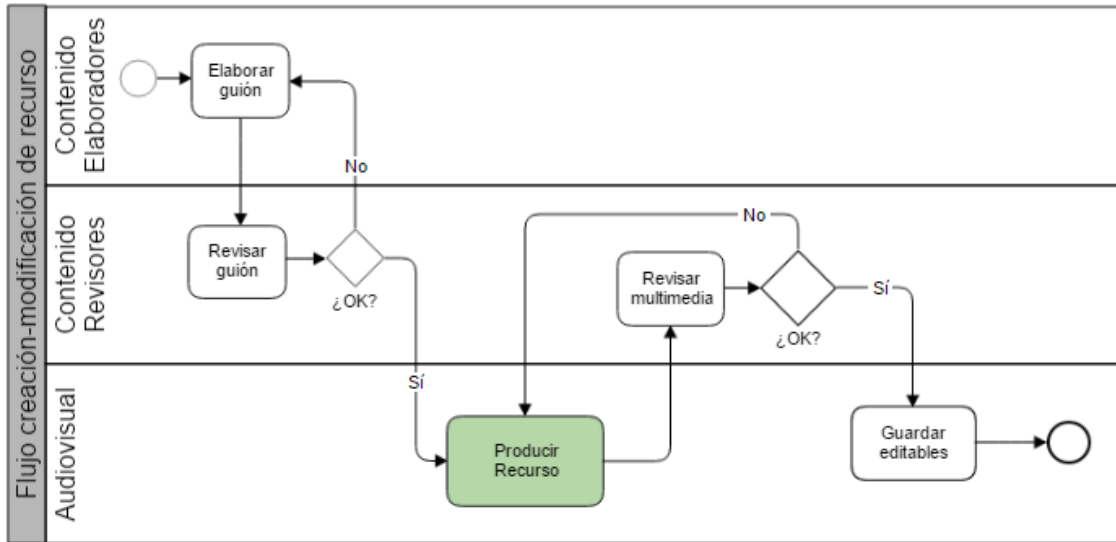 Flujo creación-modificación de recurso
Contenido
Elaboradores
Elaborar
guión
No
Contenido
Revisores
Revisar
guión
¿OK?
No
Revisar
multimedia
¿OK?
Sí
Sí
Audiovisual
Producir
Recurso
Guardar
editables